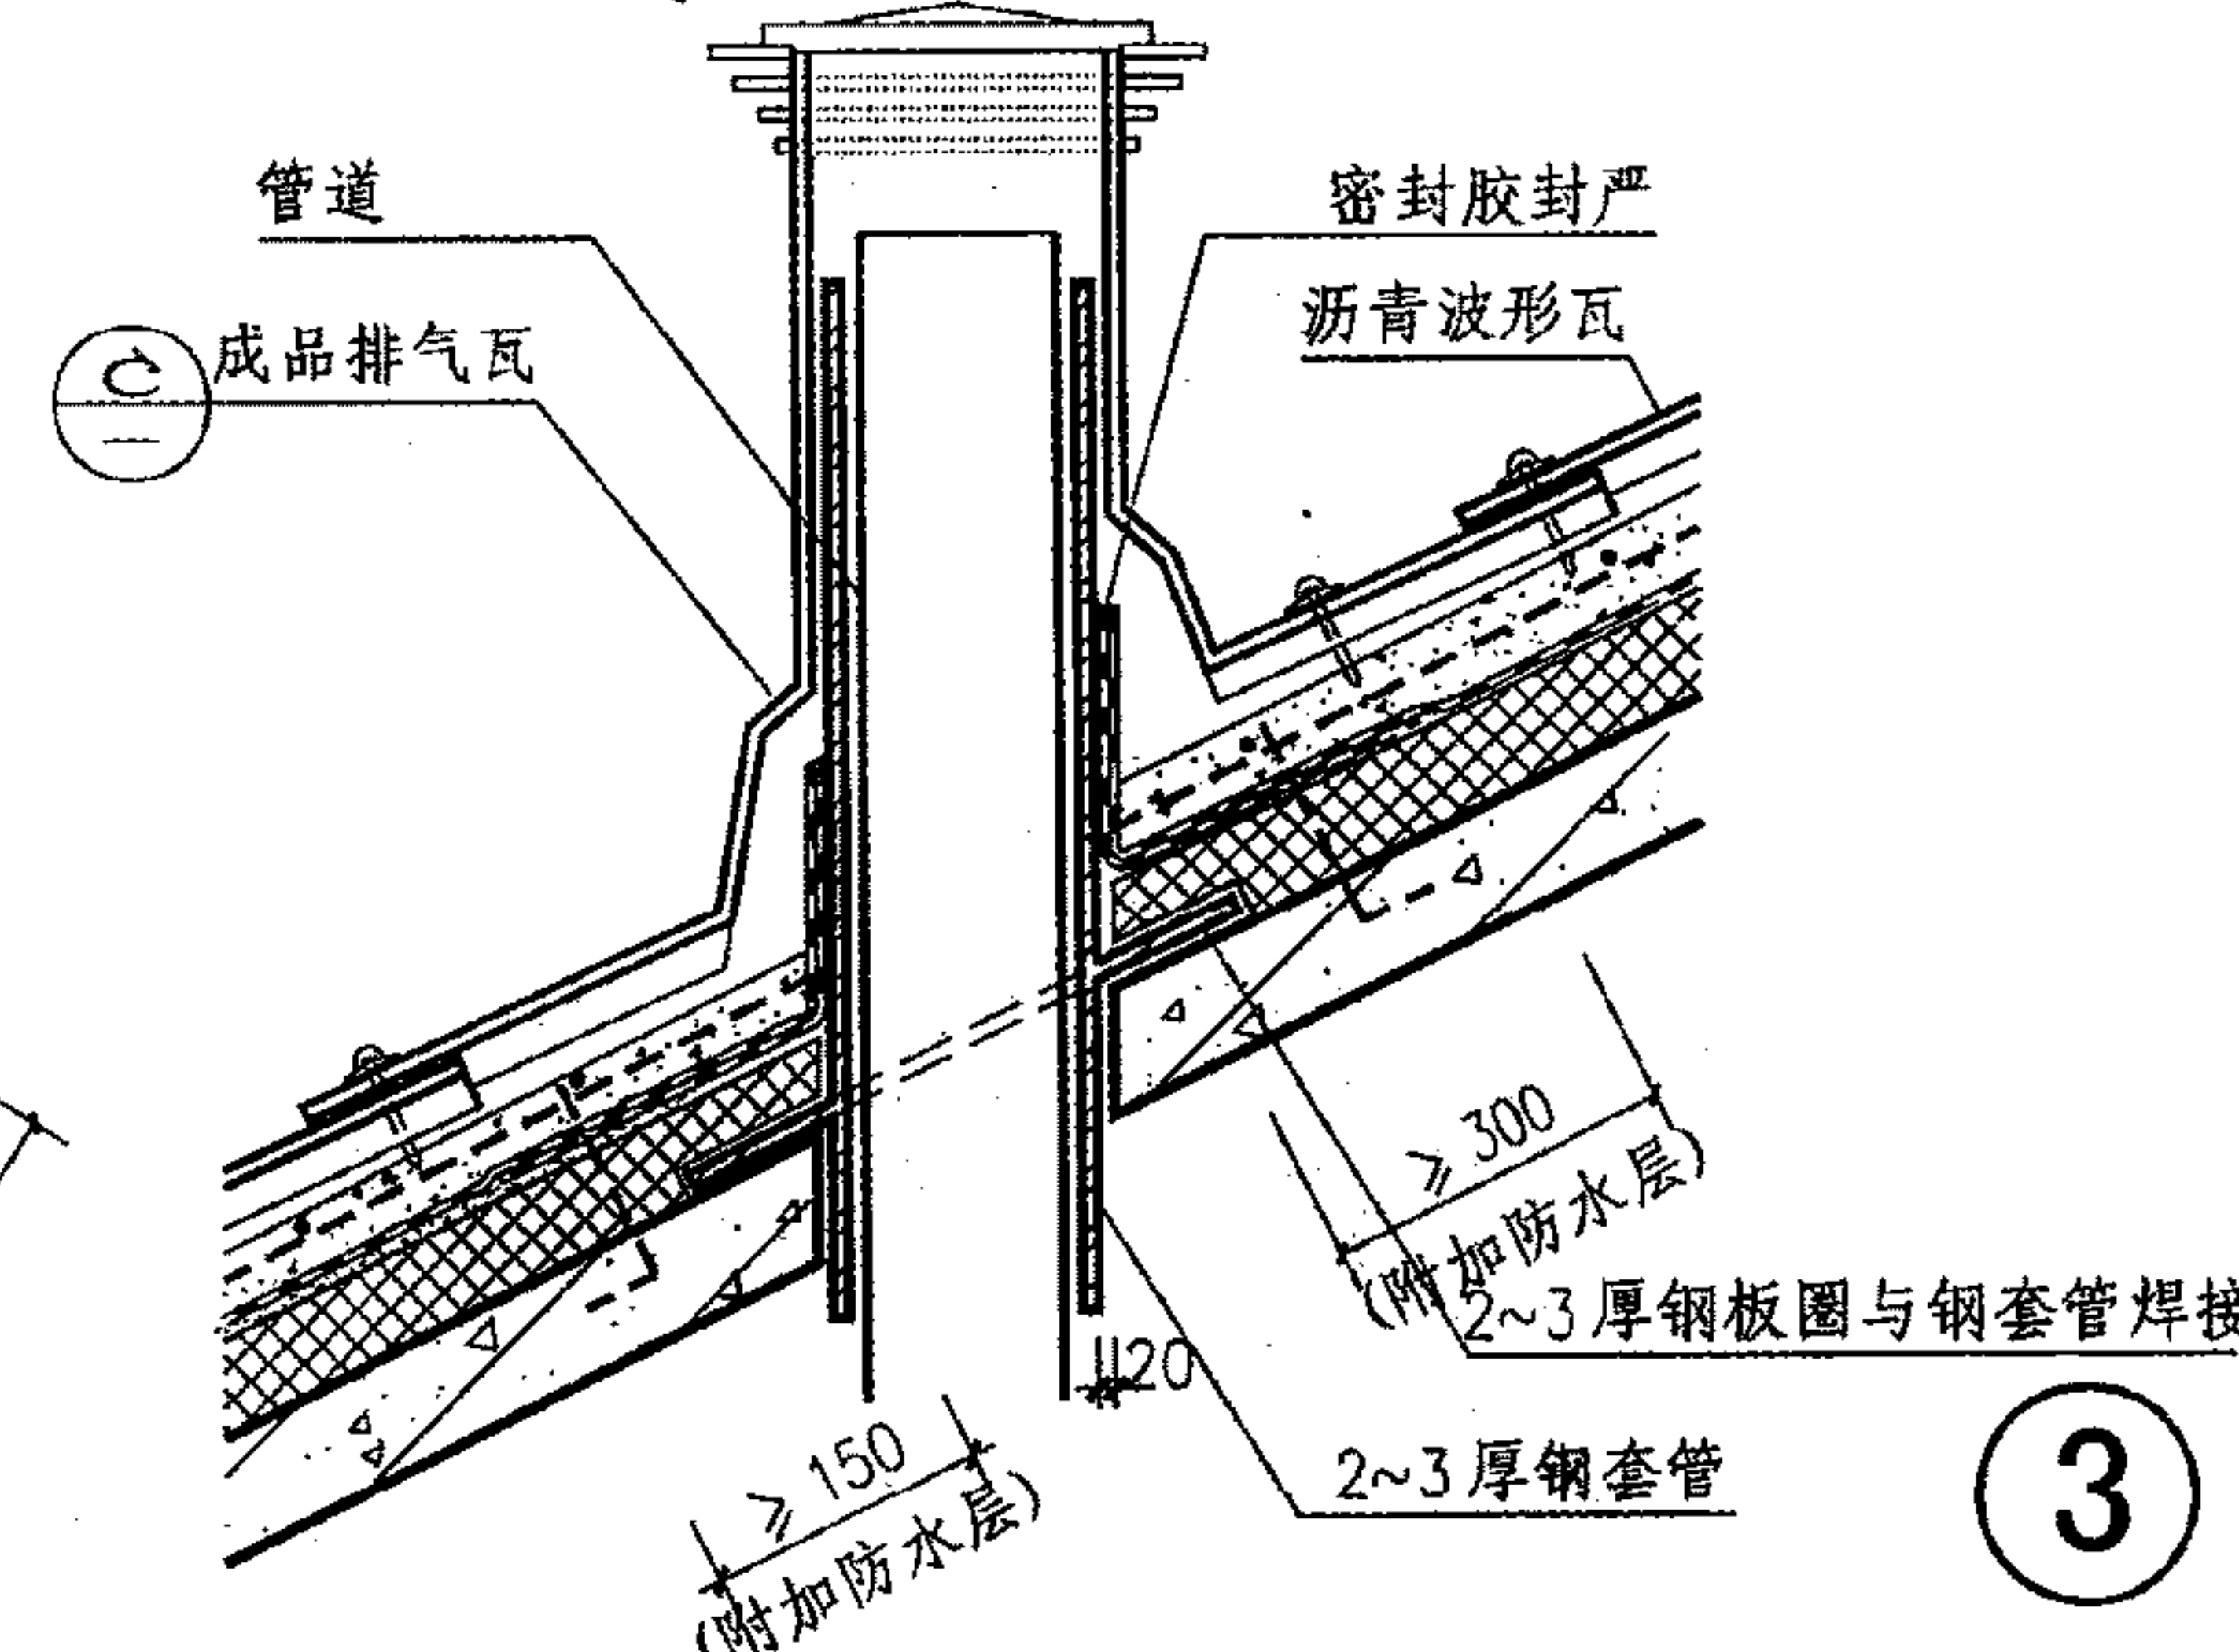 管道
密封胶封严
沥青波形瓦
C
—
成品排气瓦
≥300
(附加防水层)
2~3厚钢板圈与钢套管焊接
20
2~3厚钢套管
≥150
(附加防水层)
3